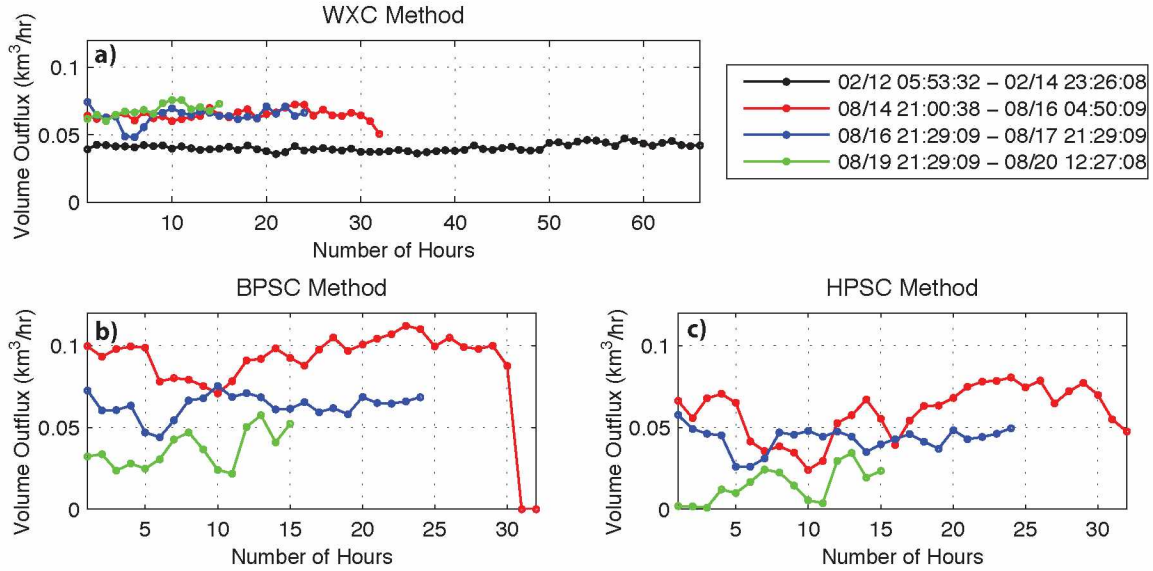 WXC Method
a)
Volume Outflux (km³/hr)
0.1
0.05
0
10 20 30 40 50 60
Number of Hours
02/12 05:53:32 – 02/14 23:26:08
08/14 21:00:38 – 08/16 04:50:09
08/16 21:29:09 – 08/17 21:29:09
08/19 21:29:09 – 08/20 12:27:08
BPSC Method
b)
Volume Outflux (km³/hr)
0.1
0.05
0
5 10 15 20 25 30
Number of Hours
HPSC Method
c)
Volume Outflux (km³/hr)
0.1
0.05
0
5 10 15 20 25 30
Number of Hours